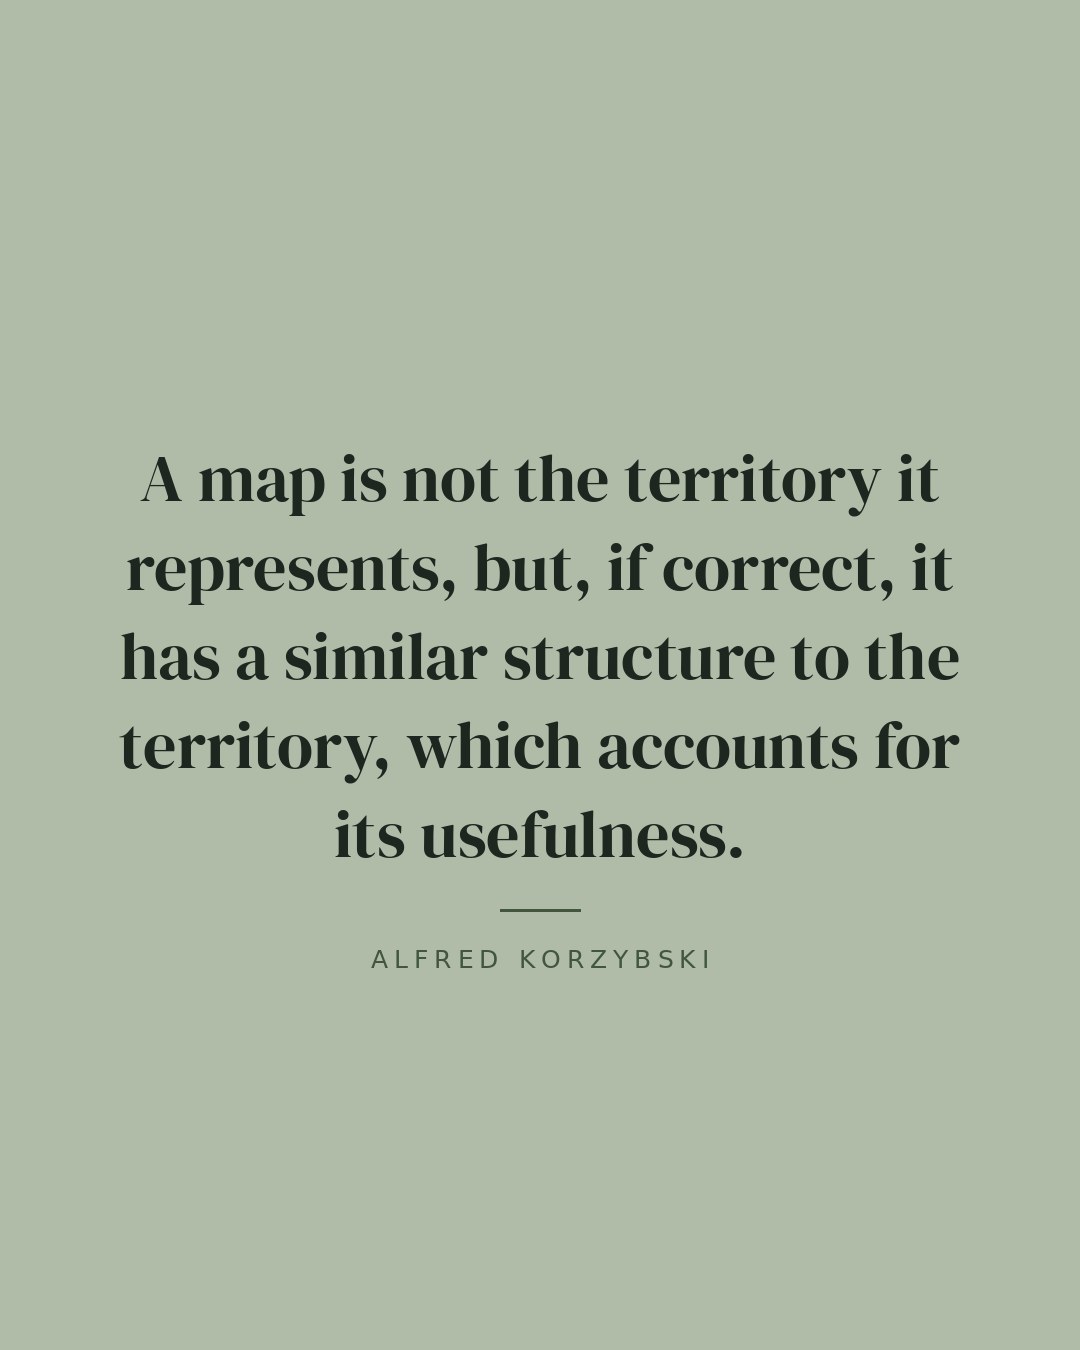 A map is not the territory it
represents, but, if correct, it
has a similar structure to the
territory, which accounts for
its usefulness.
ALFRED KORZYBSKI